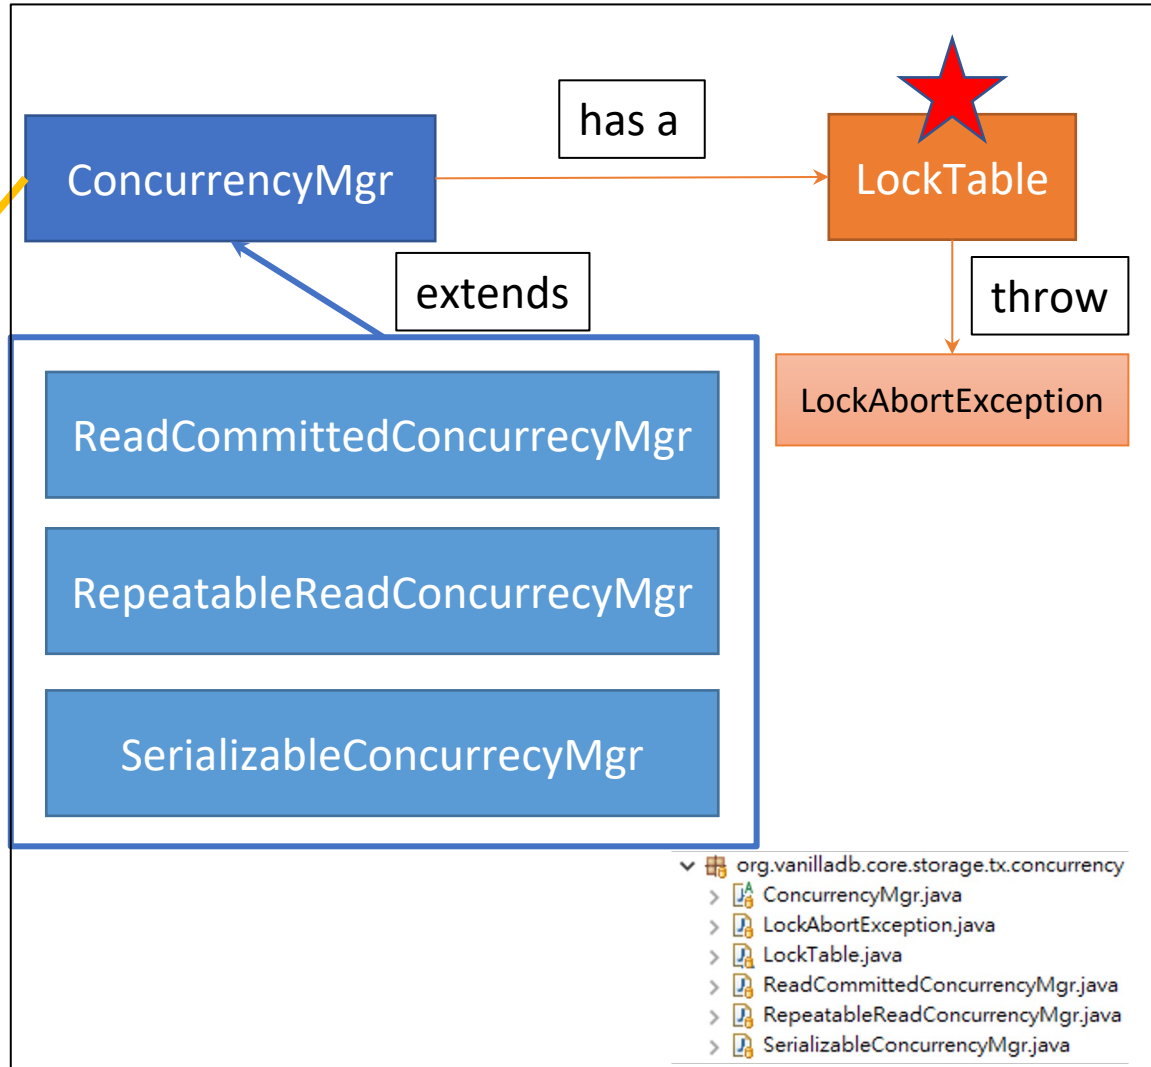 has a
ConcurrencyMgr
LockTable
extends
throw
LockAbortException
ReadCommittedConcurrecyMgr
RepeatableReadConcurrecyMgr
SerializableConcurrecyMgr
org.vanilladb.core.storage.tx.concurrency
ConcurrencyMgr.java
LockAbortException.java
LockTable.java
ReadCommittedConcurrencyMgr.java
RepeatableReadConcurrencyMgr.java
SerializableConcurrencyMgr.java